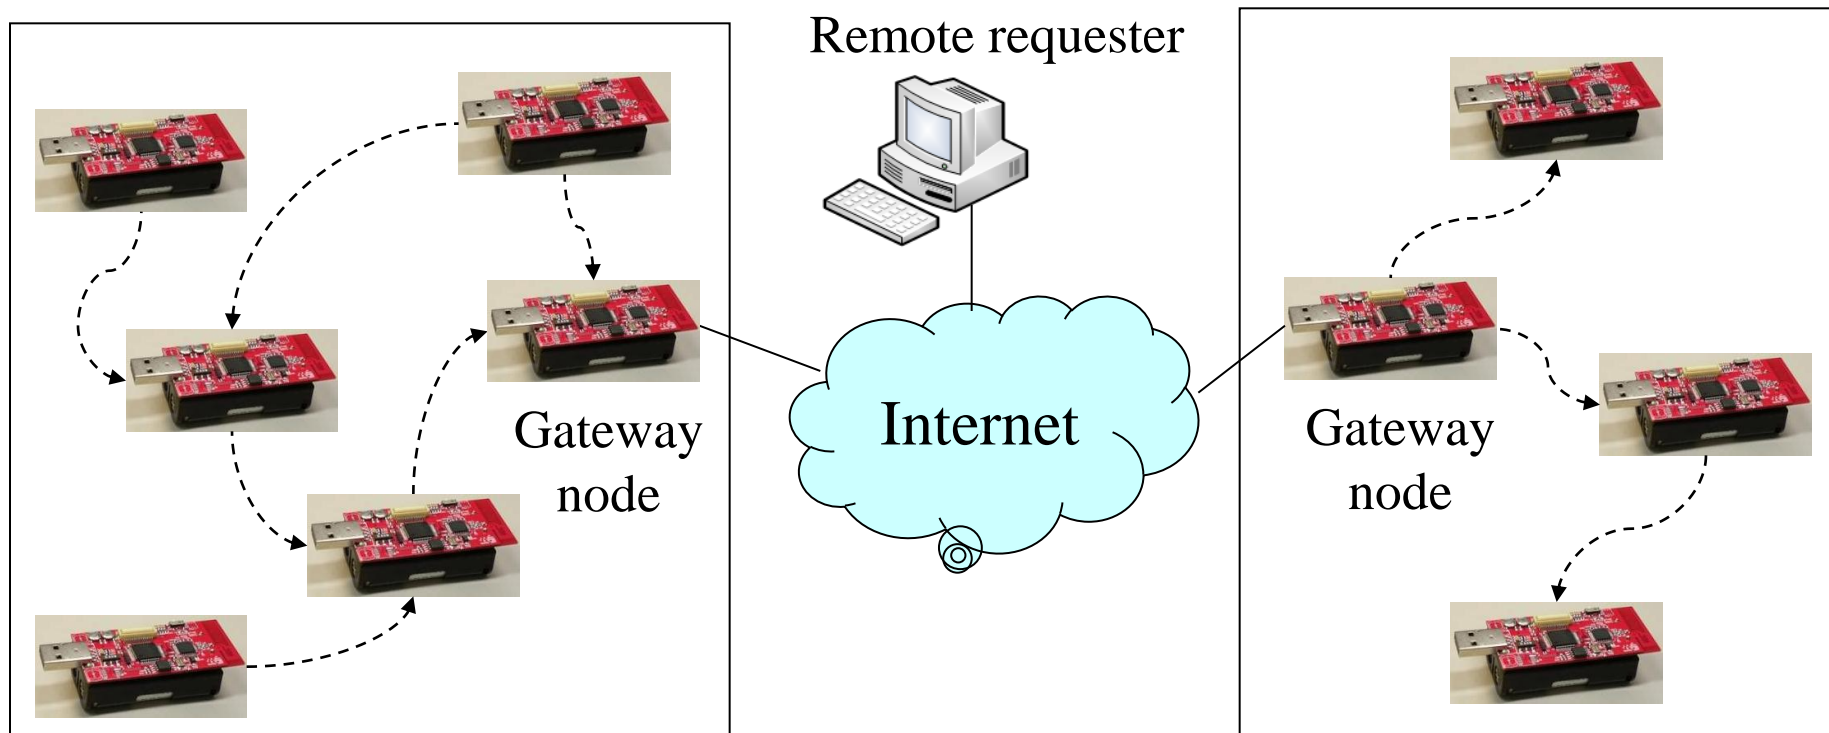 Remote requester
Internet
Gateway
node
Gateway
node